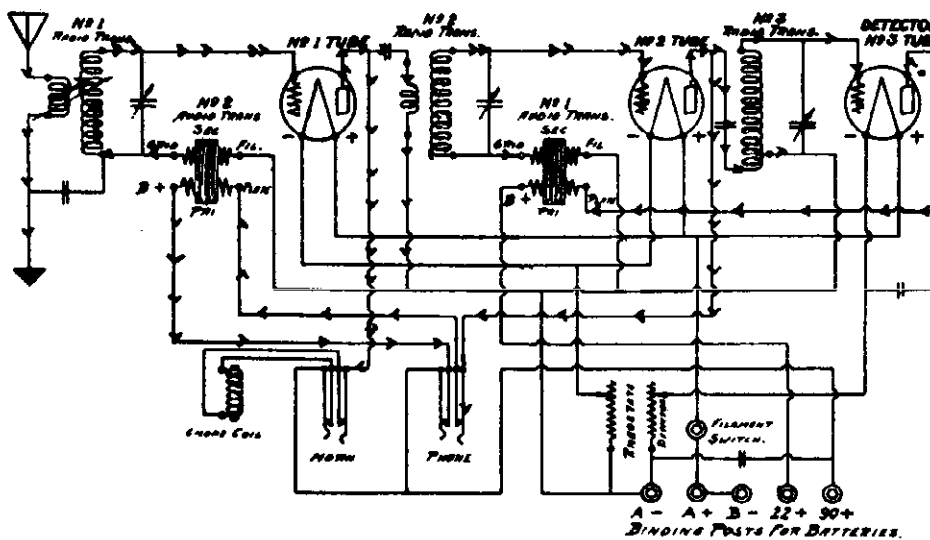 Nº 1
RADIO TRANS.
Nº 1 TUBE
Nº 2
RADIO TRANS.
Nº 2 TUBE
Nº 3
RADIO TRANS.
DETECTOR
Nº 3 TUBE
Nº 2
AUDIO TRANS
SEC
GRID
FIL.
B +
PRI
- +
Nº 1
AUDIO TRANS.
SEC
GRID
FIL
B +
PRI
- +
- +
CHOKE COIL
MAIN
PHONE
RHEOSTATS
FILAMENT
SWITCH.
A - A + B - 22 + 90 +
BINDING POSTS FOR BATTERIES.